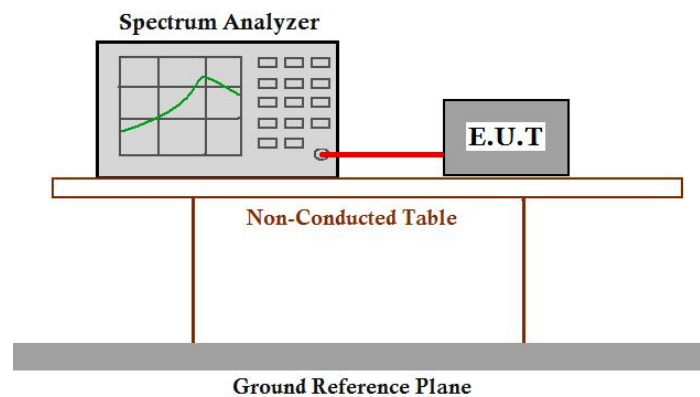 Spectrum Analyzer
E.U.T
Non-Conducted Table
Ground Reference Plane